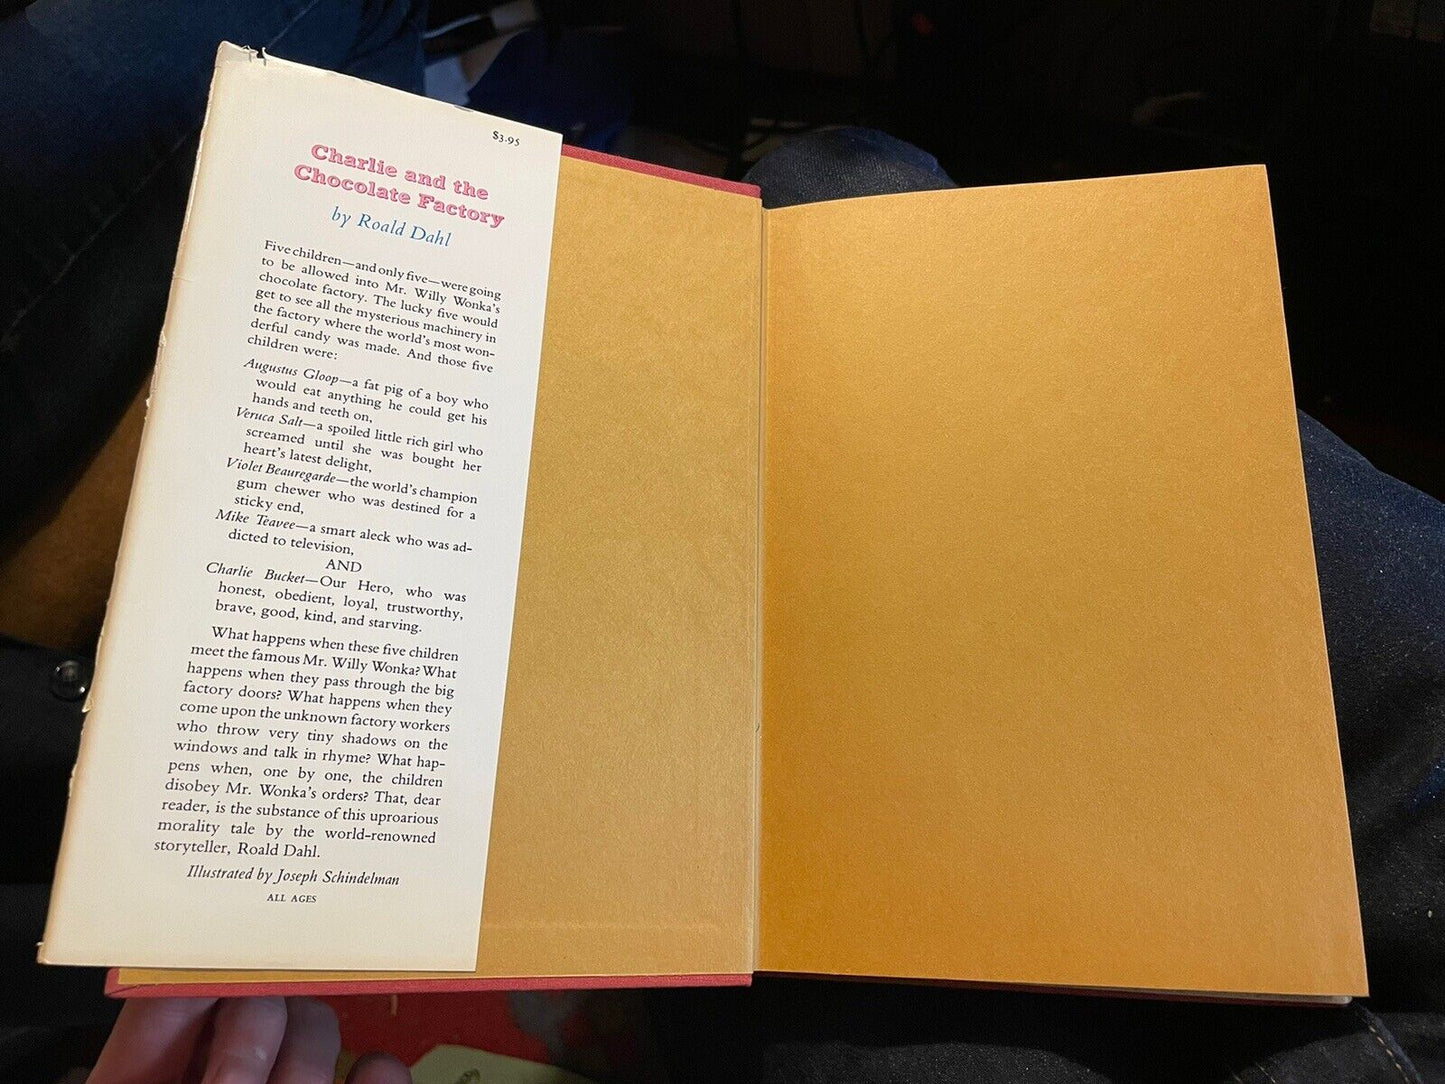 $3.95
Charlie and the
Chocolate Factory
by Roald Dahl
Five children—and only five—were going
to be allowed into Mr. Willy Wonka's
chocolate factory. The lucky five would
get to see all the mysterious machinery in
the factory where the world's most won-
derful candy was made. And those five
children were:
Augustus Gloop—a fat pig of a boy who
would eat anything he could get his
hands and teeth on,
Veruca Salt—a spoiled little rich girl who
screamed until she was bought her
heart's latest delight,
Violet Beauregarde—the world's champion
gum chewer who was destined for a
sticky end,
Mike Teavee—a smart aleck who was ad-
dicted to television,
AND
Charlie Bucket—Our Hero, who was
honest, obedient, loyal, trustworthy,
brave, good, kind, and starving.
What happens when these five children
meet the famous Mr. Willy Wonka? What
happens when they pass through the big
factory doors? What happens when they
come upon the unknown factory workers
who throw very tiny shadows on the
windows and talk in rhyme? What hap-
pens when, one by one, the children
disobey Mr. Wonka's orders? That, dear
reader, is the substance of this uproarious
morality tale by the world-renowned
storyteller, Roald Dahl.
Illustrated by Joseph Schindelman
ALL AGES